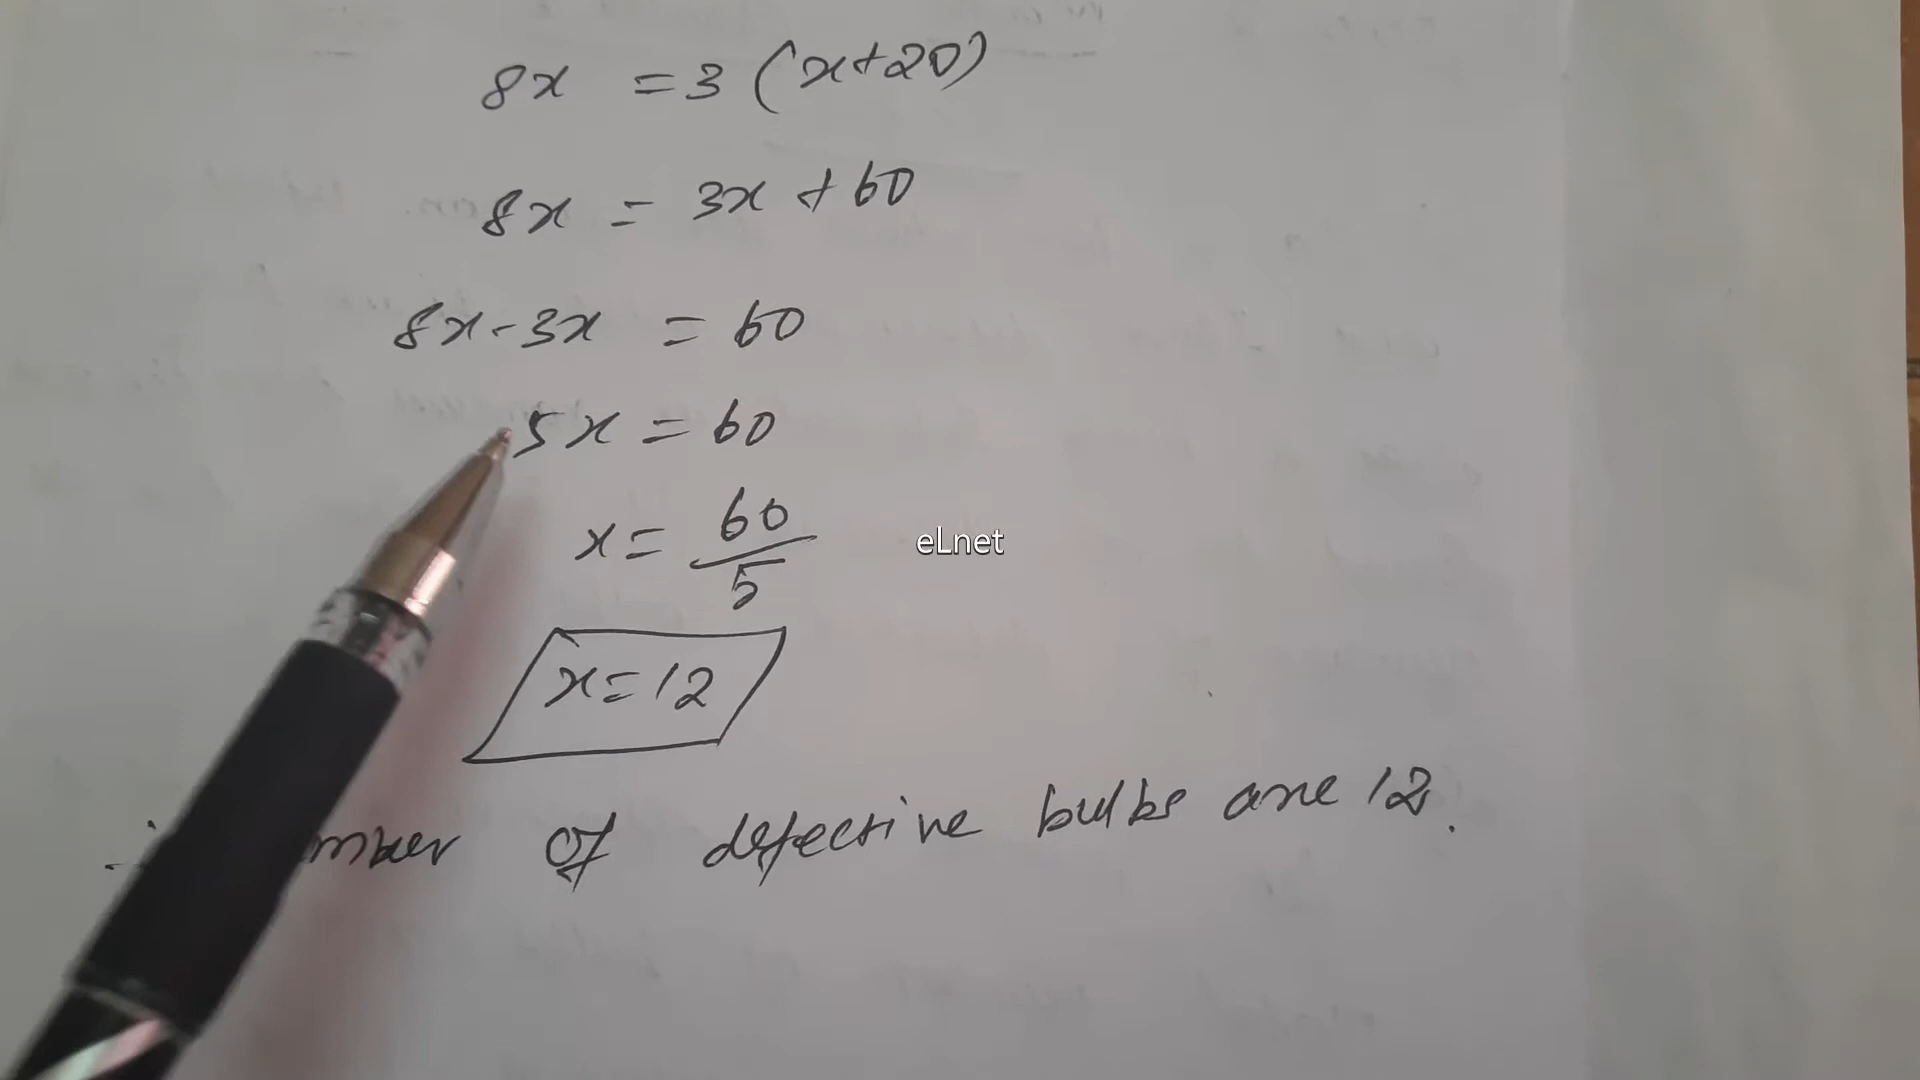 8x = 3 (x+20)
8x = 3x + 60
8x - 3x = 60
5x = 60
x = 60/5
eLnet
x = 12
of defective bulbs are 12.